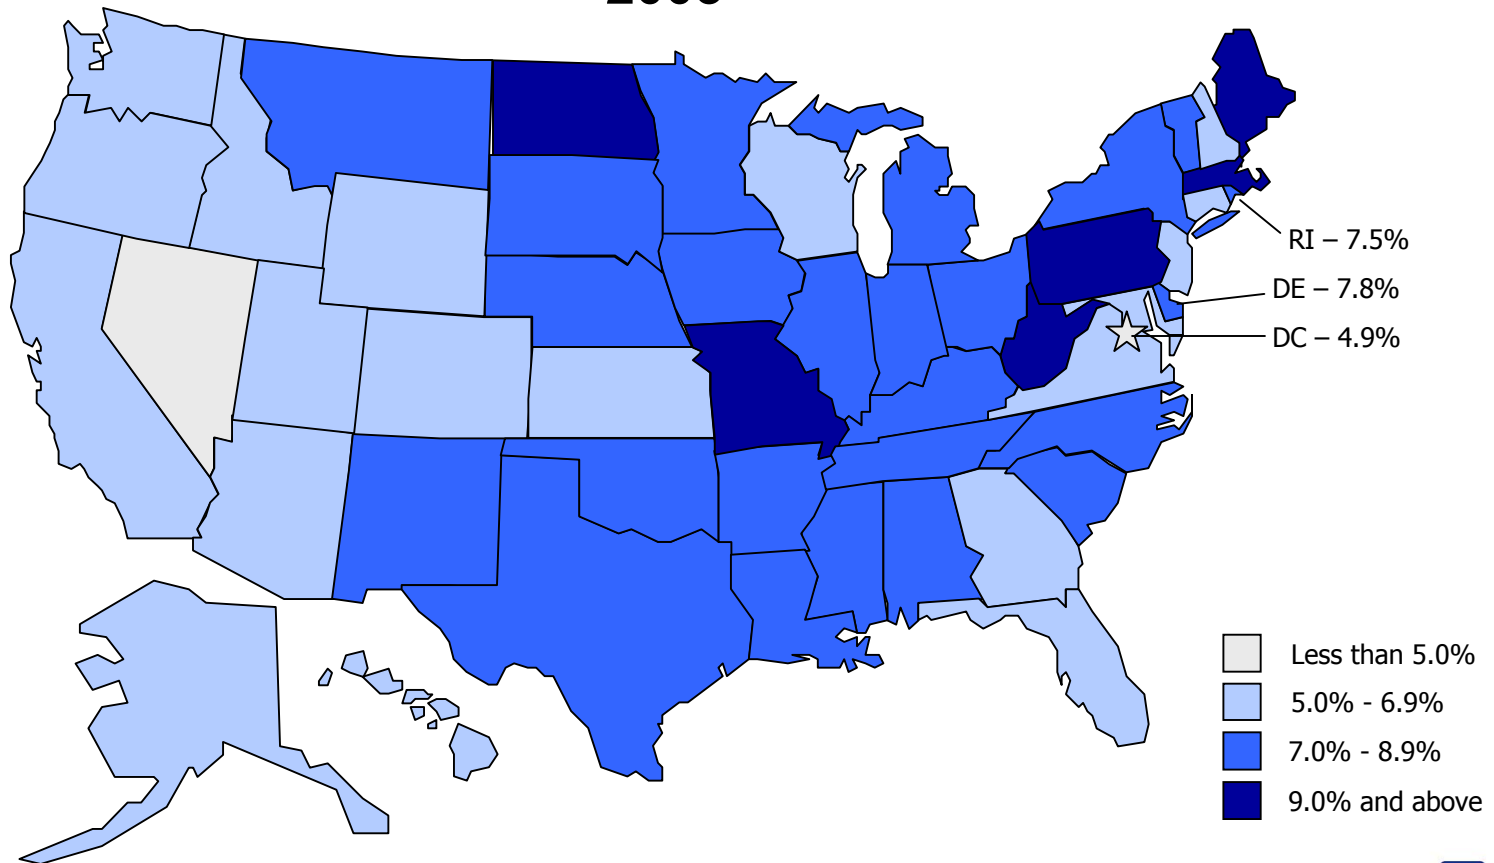 RI – 7.5%
DE – 7.8%
DC – 4.9%
Less than 5.0%
5.0% - 6.9%
7.0% - 8.9%
9.0% and above